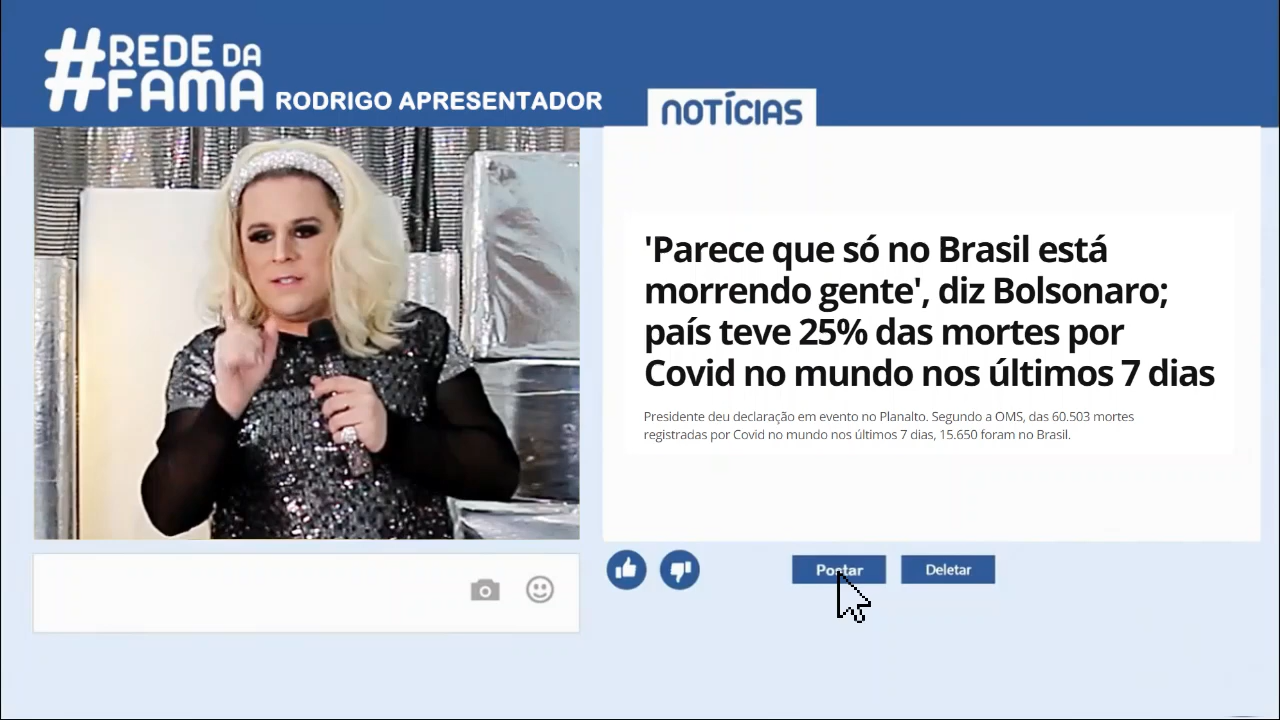 #REDE DA
FAMA
RODRIGO APRESENTADOR
NOTÍCIAS
'Parece que só no Brasil está
morrendo gente', diz Bolsonaro;
país teve 25% das mortes por
Covid no mundo nos últimos 7 dias
Presidente deu declaração em evento no Planalto. Segundo a OMS, das 60.503 mortes
registradas por Covid no mundo nos últimos 7 dias, 15.650 foram no Brasil.
Postar
Deletar